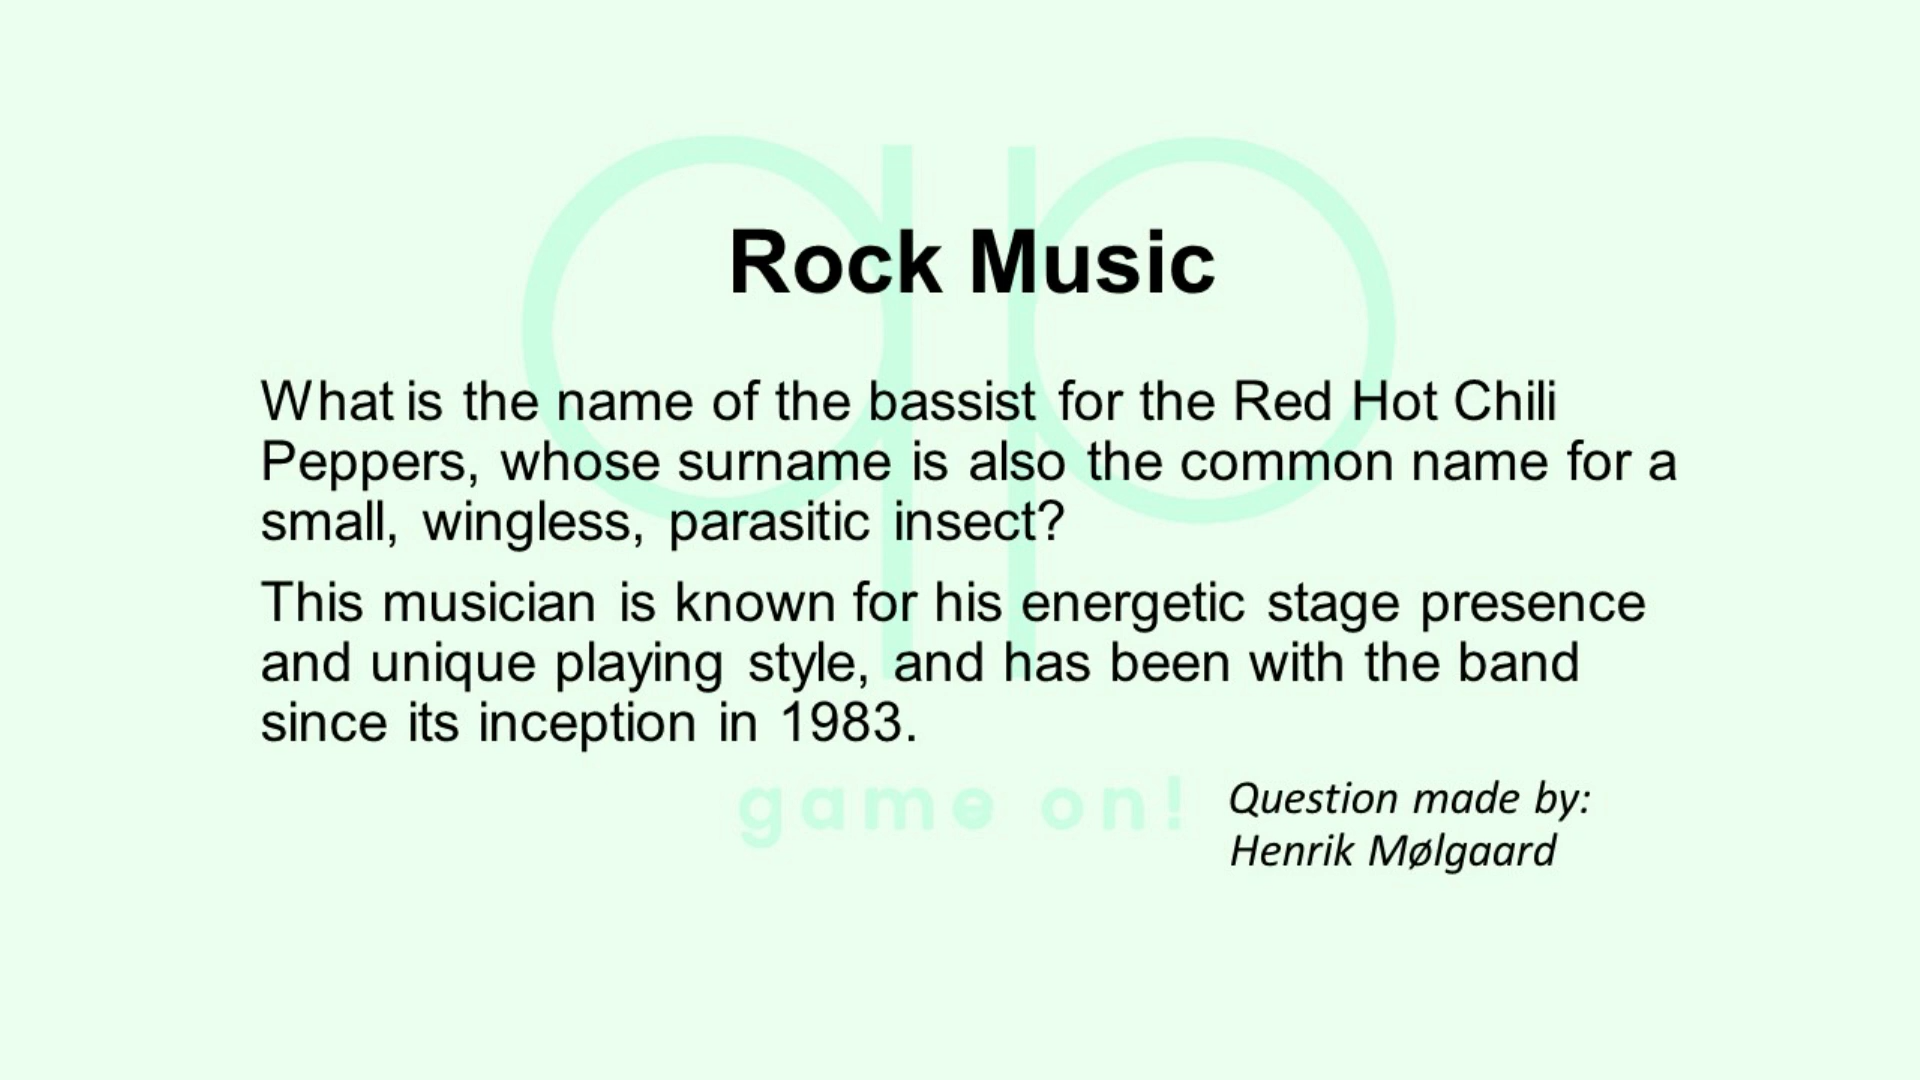 Rock Music
What is the name of the bassist for the Red Hot Chili
Peppers, whose surname is also the common name for a
small, wingless, parasitic insect?
This musician is known for his energetic stage presence
and unique playing style, and has been with the band
since its inception in 1983.
game on!
Question made by:
Henrik Mølgaard